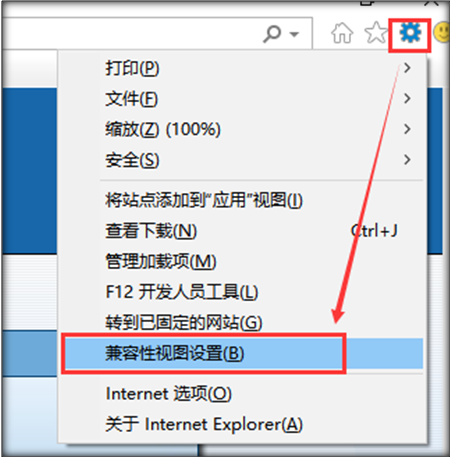 打印(P)
文件(F)
缩放(Z) (100%)
安全(S)
将站点添加到“应用”视图(I)
查看下载(N) Ctrl+J
管理加载项(M)
F12 开发人员工具(L)
转到已固定的网站(G)
兼容性视图设置(B)
Internet 选项(O)
关于 Internet Explorer(A)